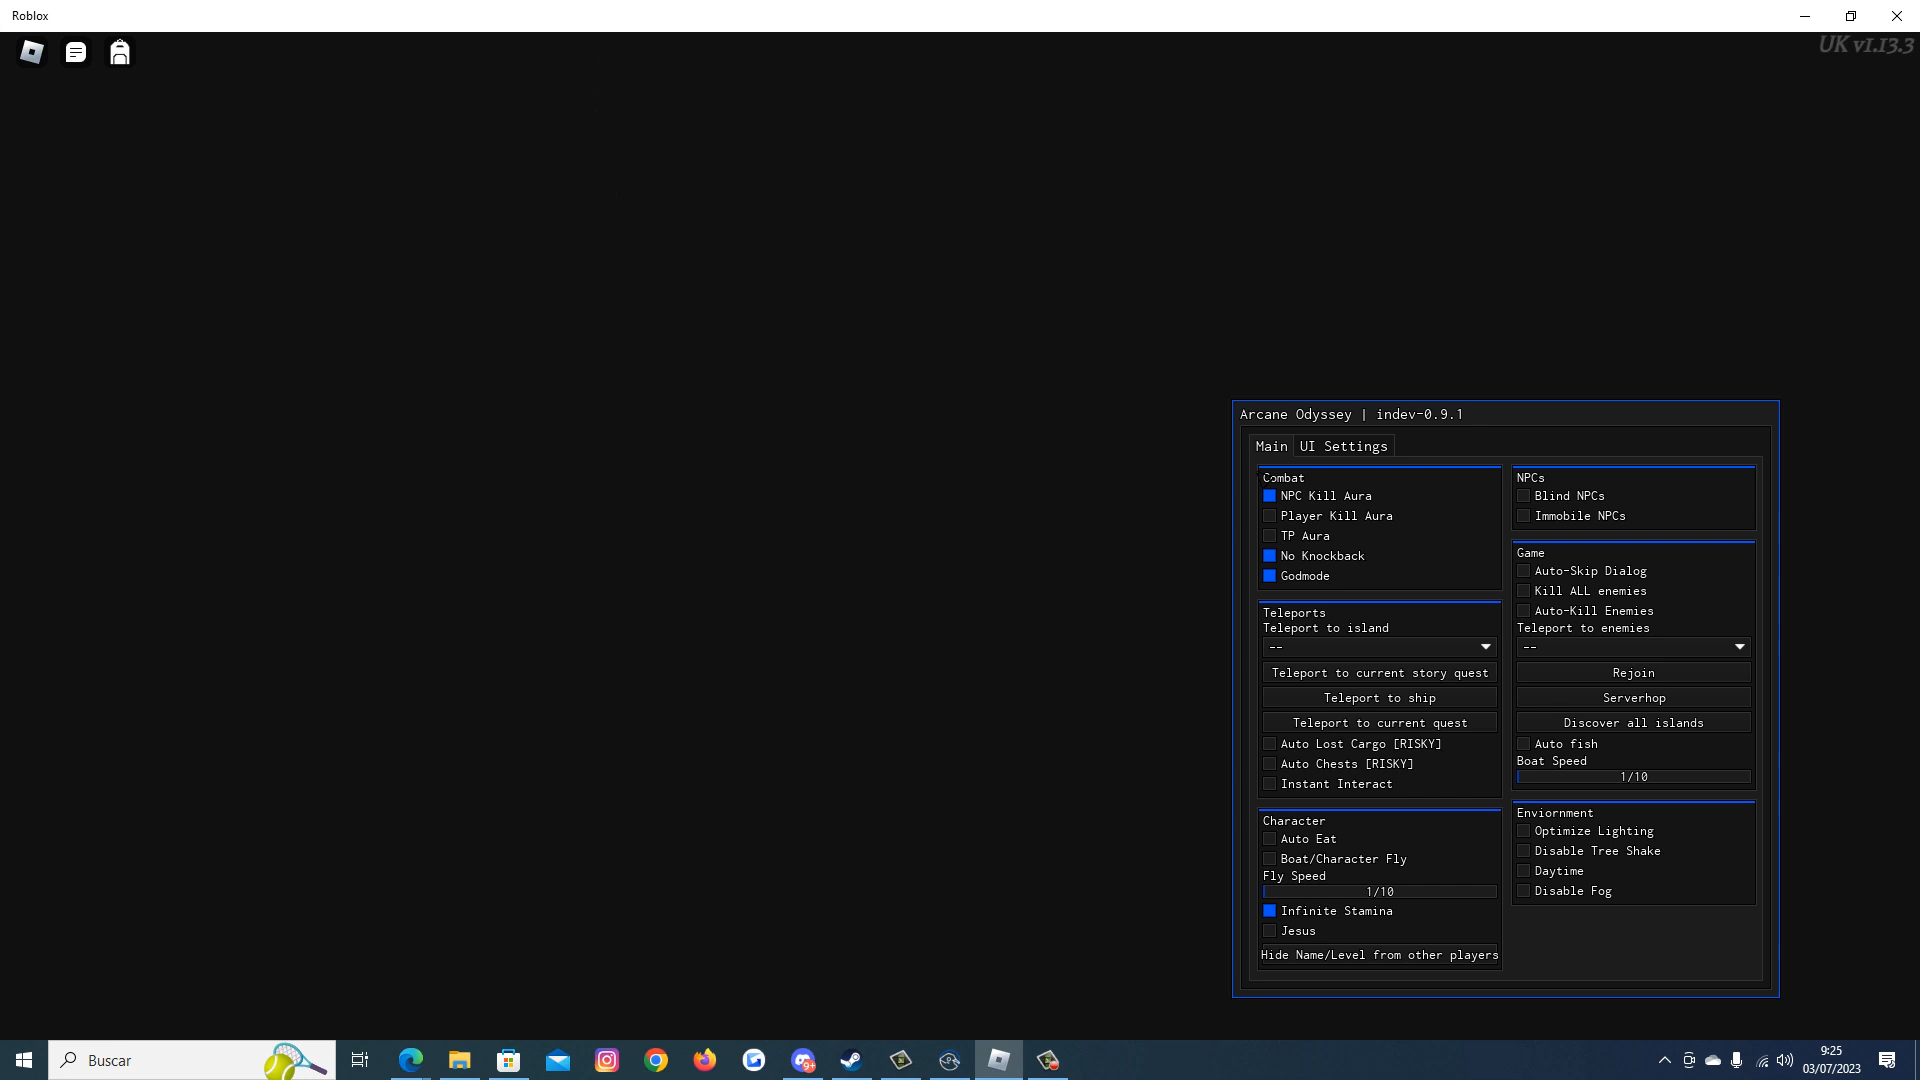 Roblox
UK v1.13.3
Arcane Odyssey | indev-0.9.1
Main
UI Settings
Combat
NPC Kill Aura
Player Kill Aura
TP Aura
No Knockback
Godmode
Teleports
Teleport to island
--
Teleport to current story quest
Teleport to ship
Teleport to current quest
Auto Lost Cargo [RISKY]
Auto Chests [RISKY]
Instant Interact
Character
Auto Eat
Boat/Character Fly
Fly Speed
1/10
Infinite Stamina
Jesus
Hide Name/Level from other players
NPCs
Blind NPCs
Immobile NPCs
Game
Auto-Skip Dialog
Kill ALL enemies
Auto-Kill Enemies
Teleport to enemies
--
Rejoin
Serverhop
Discover all islands
Auto fish
Boat Speed
1/10
Enviornment
Optimize Lighting
Disable Tree Shake
Daytime
Disable Fog
Buscar
9+
9:25
03/07/2023